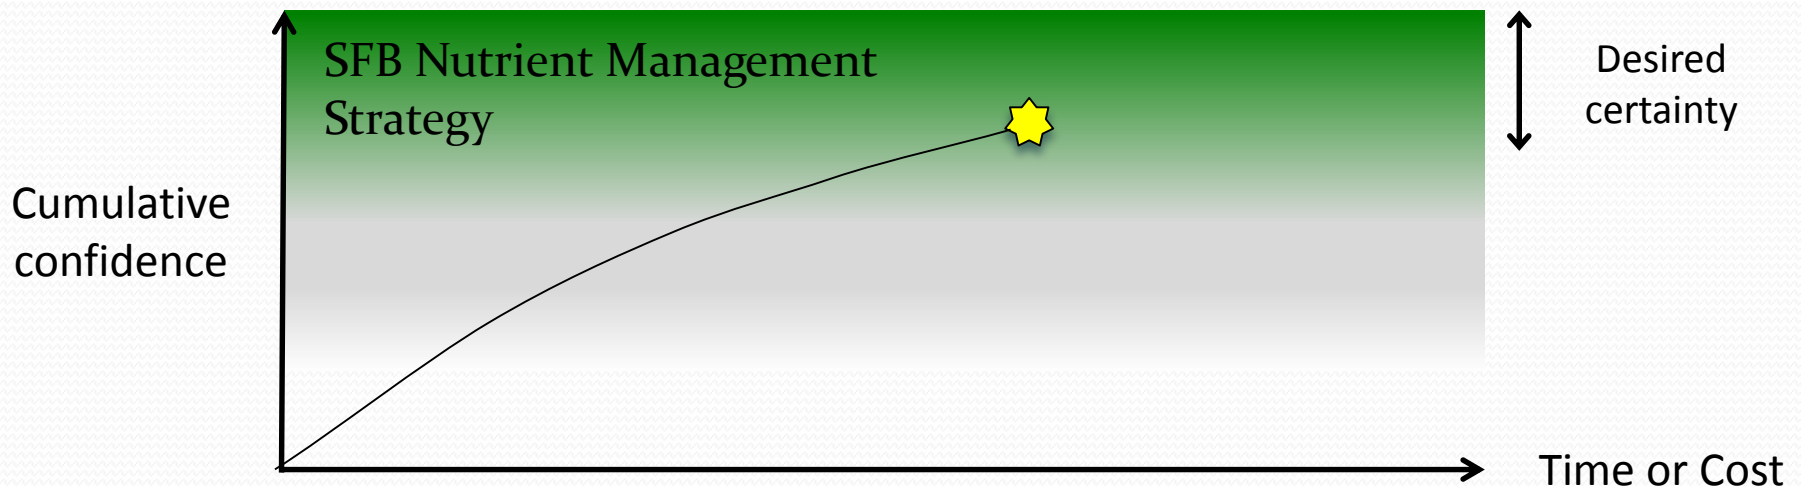 SFB Nutrient Management
Strategy
Desired
certainty
Cumulative
confidence
Time or Cost